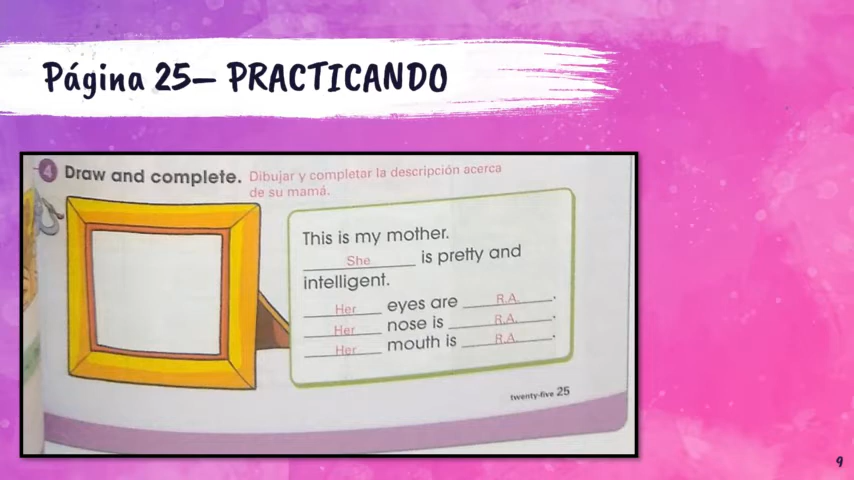 Página 25– PRACTICANDO
4 Draw and complete. Dibujar y completar la descripción acerca
de su mamá.
This is my mother.
She is pretty and
intelligent.
Her eyes are R.A.
Her nose is R.A.
Her mouth is R.A.
twenty-five 25
9